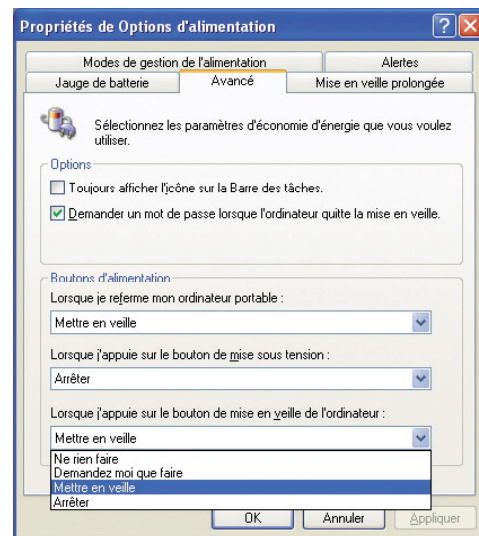 Propriétés de Options d'alimentation
Modes de gestion de l'alimentation Alertes
Jauge de batterie Avancé Mise en veille prolongée
Sélectionnez les paramètres d'économie d'énergie que vous voulez
utiliser.
Options
Toujours afficher l'icône sur la Barre des tâches.
Demander un mot de passe lorsque l'ordinateur quitte la mise en veille.
Boutons d'alimentation
Lorsque je referme mon ordinateur portable :
Mettre en veille
Lorsque j'appuie sur le bouton de mise sous tension :
Arrêter
Lorsque j'appuie sur le bouton de mise en veille de l'ordinateur :
Mettre en veille
Ne rien faire
Demandez moi que faire
Mettre en veille
Arrêter
OK Annuler Appliquer